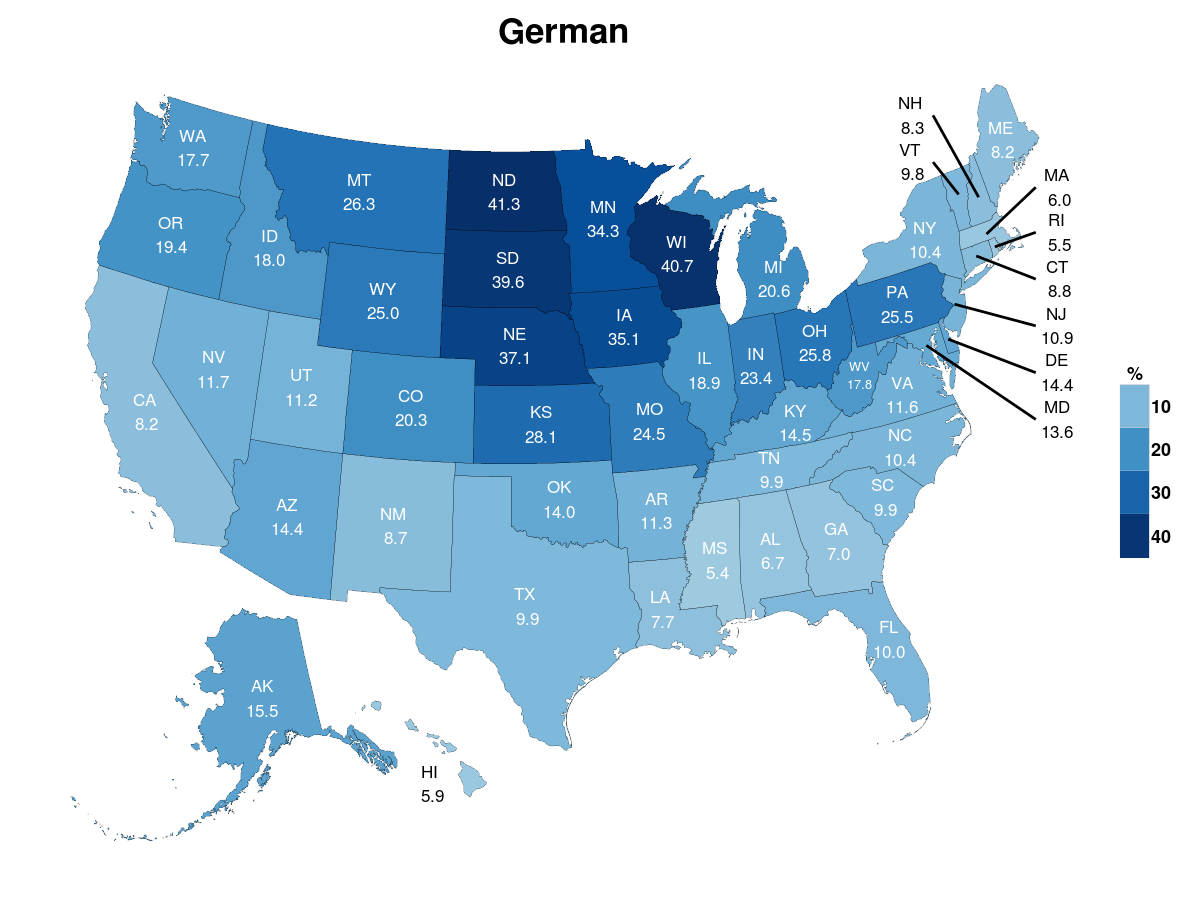 German
NH
8.3
VT
9.8
ME
8.2
MA
6.0
RI
5.5
CT
8.8
NJ
10.9
DE
14.4
MD
13.6
WA
17.7
MT
26.3
ND
41.3
MN
34.3
OR
19.4
ID
18.0
WI
40.7
NY
10.4
SD
39.6
MI
20.6
WY
25.0
PA
25.5
IA
35.1
NE
37.1
OH
25.8
NV
11.7
UT
11.2
IL
18.9
IN
23.4
WV
17.8
VA
11.6
CA
8.2
CO
20.3
KS
28.1
MO
24.5
KY
14.5
NC
10.4
TN
9.9
SC
9.9
AZ
14.4
NM
8.7
OK
14.0
AR
11.3
MS
5.4
AL
6.7
GA
7.0
TX
9.9
LA
7.7
FL
10.0
AK
15.5
HI
5.9
%
10
20
30
40